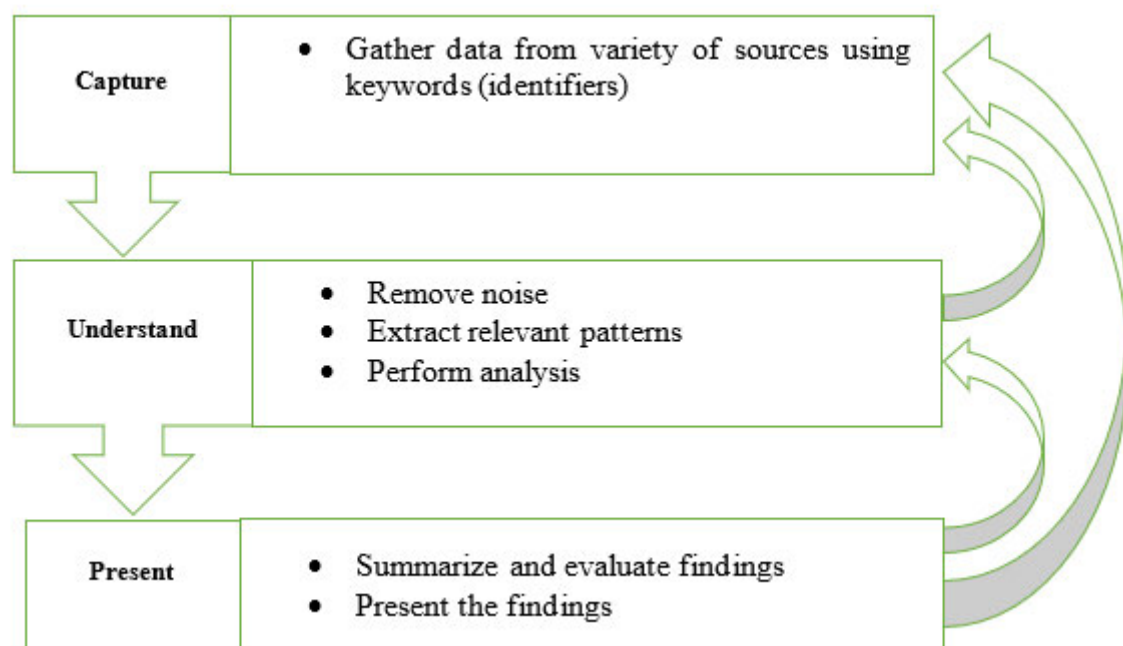 Capture
• Gather data from variety of sources using
keywords (identifiers)
Understand
• Remove noise
• Extract relevant patterns
• Perform analysis
Present
• Summarize and evaluate findings
• Present the findings